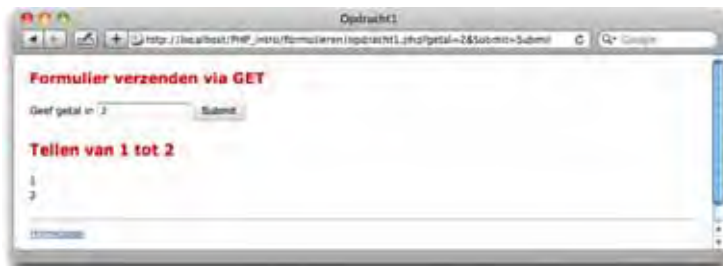 Opdracht1
http://localhost/PHP_intro/formulieren/opdracht1.php?getal=2&Submit=Submit
Google
Formulier verzenden via GET
Geef getal in 2 Submit
Tellen van 1 tot 2
1
2
Homepage